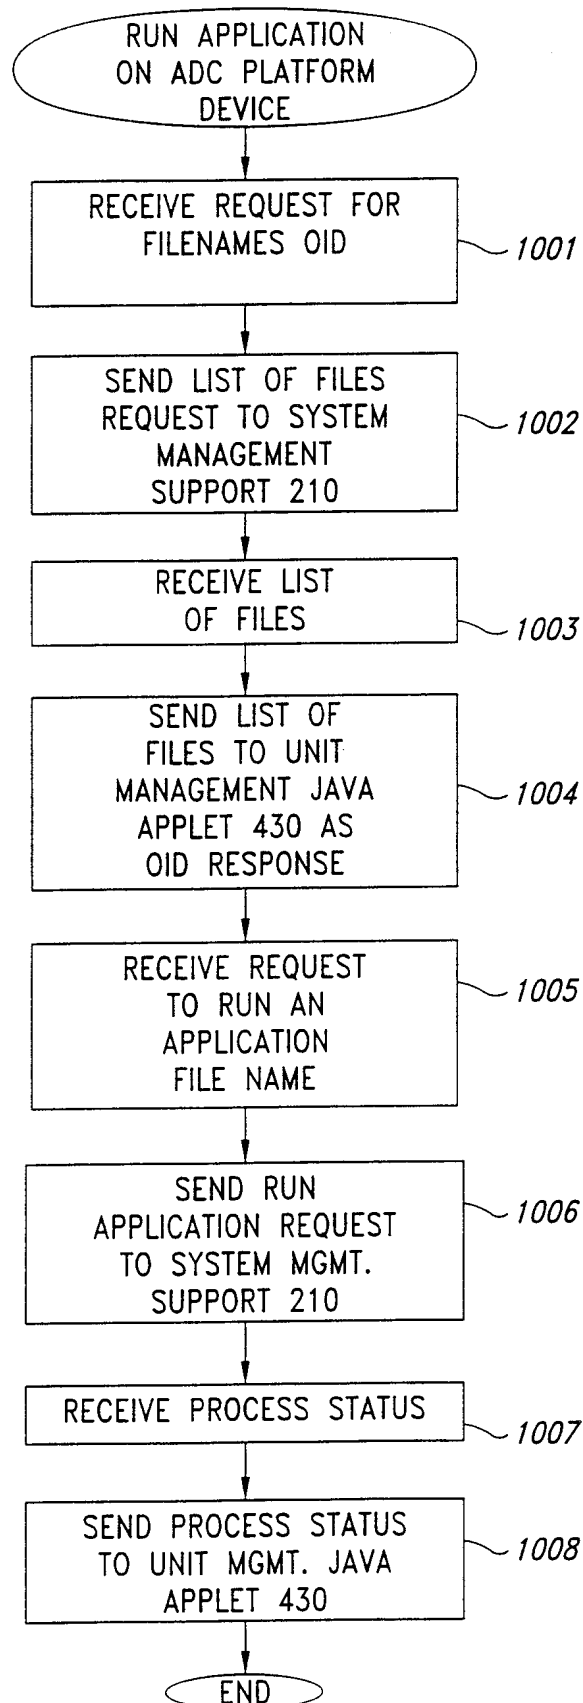 RUN APPLICATION
ON ADC PLATFORM
DEVICE
RECEIVE REQUEST FOR
FILENAMES OID
1001
SEND LIST OF FILES
REQUEST TO SYSTEM
MANAGEMENT
SUPPORT 210
1002
RECEIVE LIST
OF FILES
1003
SEND LIST OF
FILES TO UNIT
MANAGEMENT JAVA
APPLET 430 AS
OID RESPONSE
1004
RECEIVE REQUEST
TO RUN AN
APPLICATION
FILE NAME
1005
SEND RUN
APPLICATION REQUEST
TO SYSTEM MGMT.
SUPPORT 210
1006
RECEIVE PROCESS STATUS
1007
SEND PROCESS STATUS
TO UNIT MGMT. JAVA
APPLET 430
1008
END